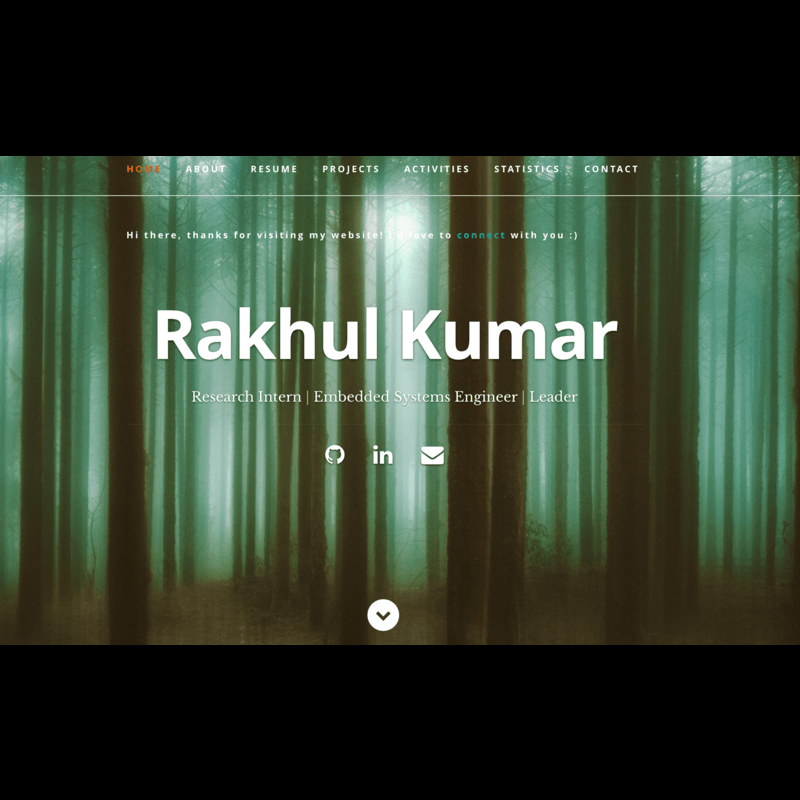 HOME ABOUT RESUME PROJECTS ACTIVITIES STATISTICS CONTACT
Hi there, thanks for visiting my website! I'd love to connect with you :)
Rakhul Kumar
Research Intern | Embedded Systems Engineer | Leader
in